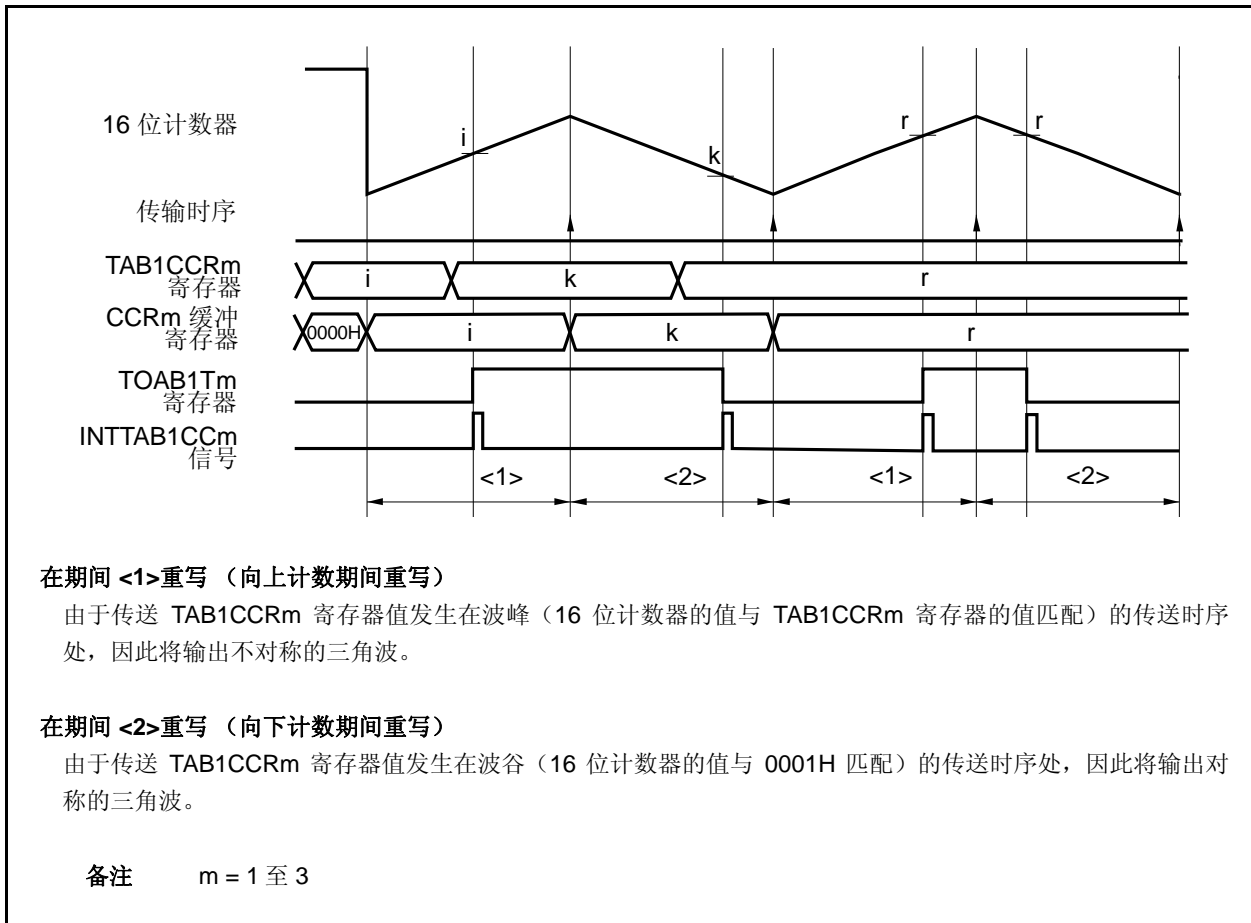 16 位计数器
i
k
r
r
传输时序
TAB1CCRm
寄存器
i
k
r
CCRm 缓冲
寄存器
0000H
i
k
r
TOAB1Tm
寄存器
INTTAB1CCm
信号
<1>
<2>
<1>
<2>
在期间 <1>重写 （向上计数期间重写）
由于传送 TAB1CCRm 寄存器值发生在波峰（16 位计数器的值与 TAB1CCRm 寄存器的值匹配）的传送时序
处，因此将输出不对称的三角波。
在期间 <2>重写 （向下计数期间重写）
由于传送 TAB1CCRm 寄存器值发生在波谷（16 位计数器的值与 0001H 匹配）的传送时序处，因此将输出对
称的三角波。
备注 m = 1 至 3